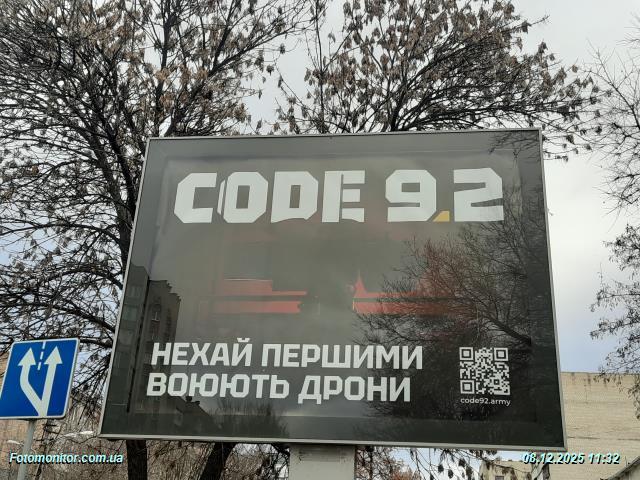 CODE 9.2
НЕХАЙ ПЕРШИМИ
ВОЮЮТЬ ДРОНИ
code92.army
Fotomonitor.com.ua
08.12.2025 11:32